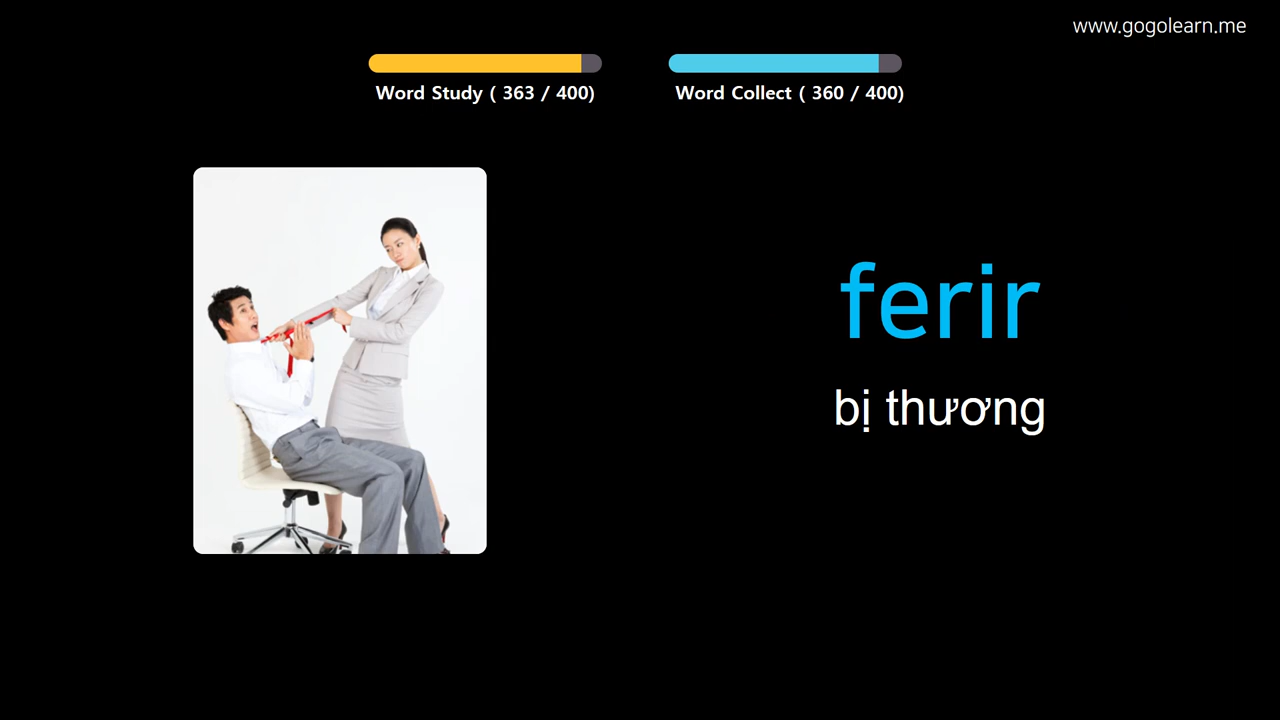 www.gogolearn.me
Word Study ( 363 / 400)
Word Collect ( 360 / 400)
ferir
bị thương